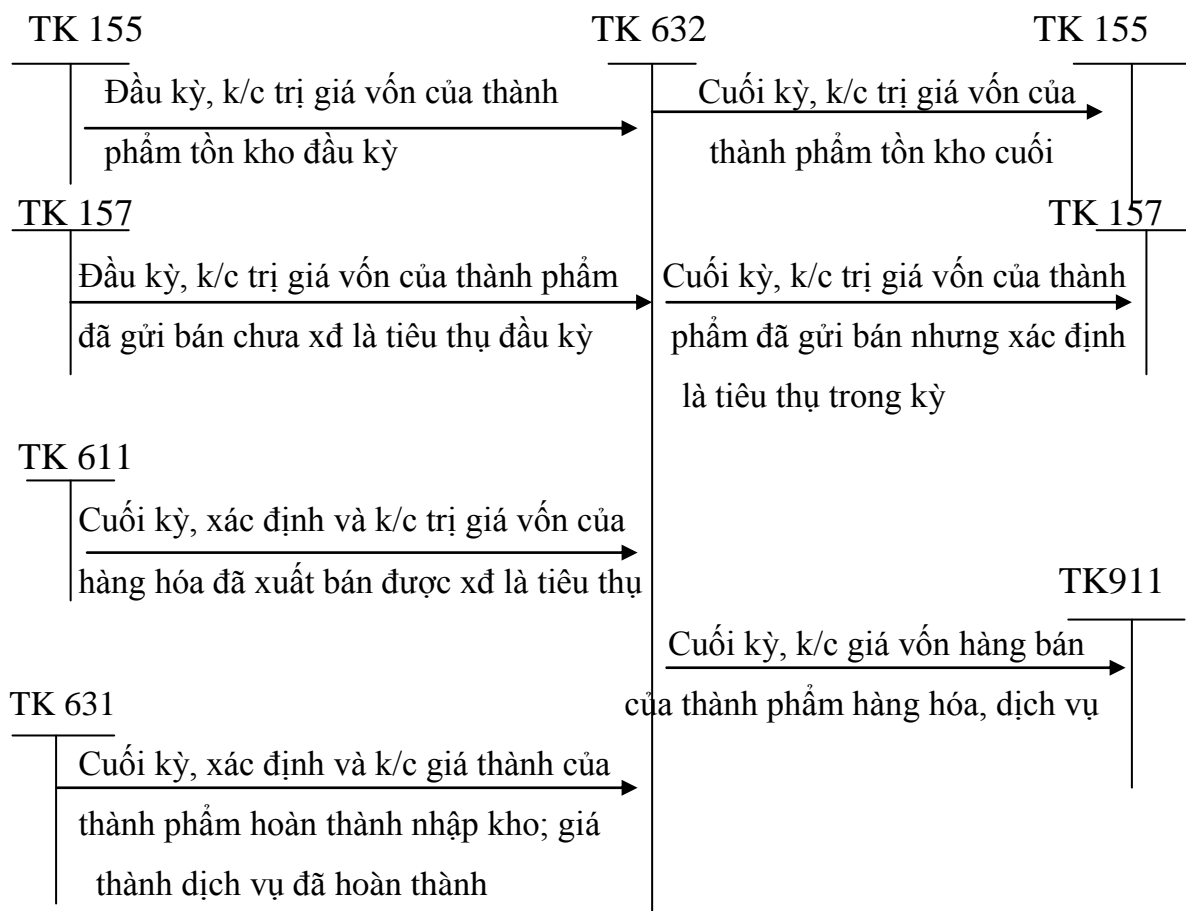 TK 155
TK 632
TK 155
Đầu kỳ, k/c trị giá vốn của thành
phẩm tồn kho đầu kỳ
Cuối kỳ, k/c trị giá vốn của
thành phẩm tồn kho cuối
TK 157
TK 157
Đầu kỳ, k/c trị giá vốn của thành phẩm
đã gửi bán chưa xđ là tiêu thụ đầu kỳ
Cuối kỳ, k/c trị giá vốn của thành
phẩm đã gửi bán nhưng xác định
là tiêu thụ trong kỳ
TK 611
Cuối kỳ, xác định và k/c trị giá vốn của
hàng hóa đã xuất bán được xđ là tiêu thụ
TK911
Cuối kỳ, k/c giá vốn hàng bán
của thành phẩm hàng hóa, dịch vụ
TK 631
Cuối kỳ, xác định và k/c giá thành của
thành phẩm hoàn thành nhập kho; giá
thành dịch vụ đã hoàn thành